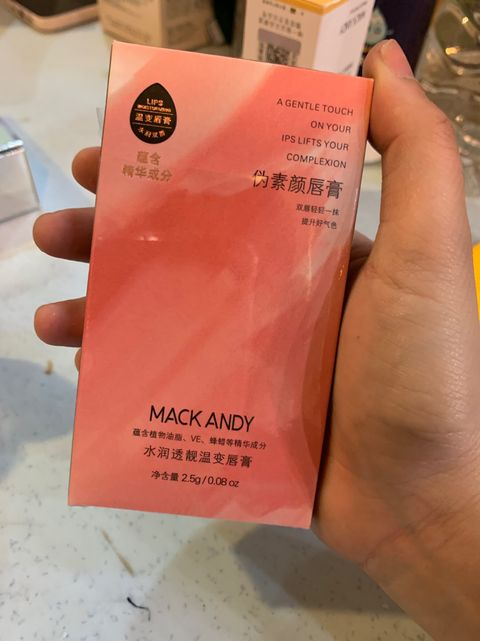 LIPS
温变唇膏
蕴含
精华成分
A GENTLE TOUCH
ON YOUR
IPS LIFTS YOUR
COMPLEXION
伪素颜唇膏
双唇轻轻一抹
提升好气色
MACK ANDY
蕴含植物油脂、VE、蜂蜡等精华成分
水润透靓温变唇膏
净含量 2.5g/0.08 oz